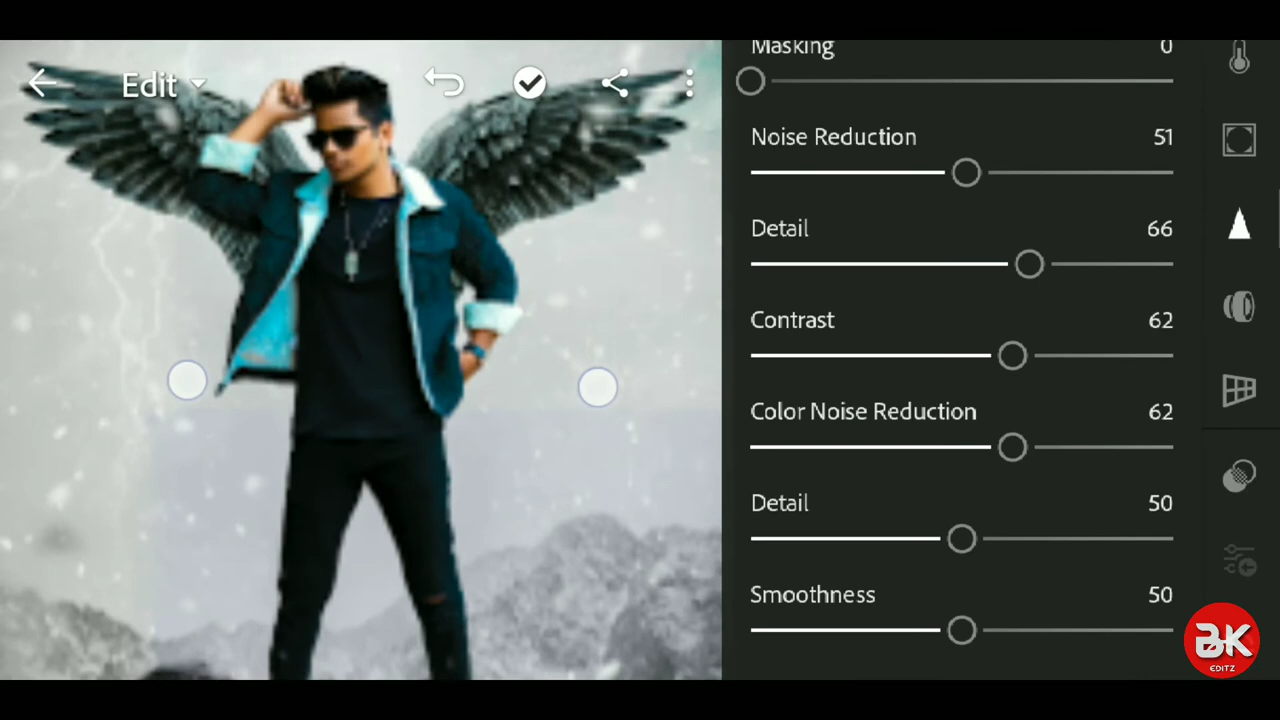 Edit
Masking 0
Noise Reduction 51
Detail 66
Contrast 62
Color Noise Reduction 62
Detail 50
Smoothness 50
BK
EDITZ